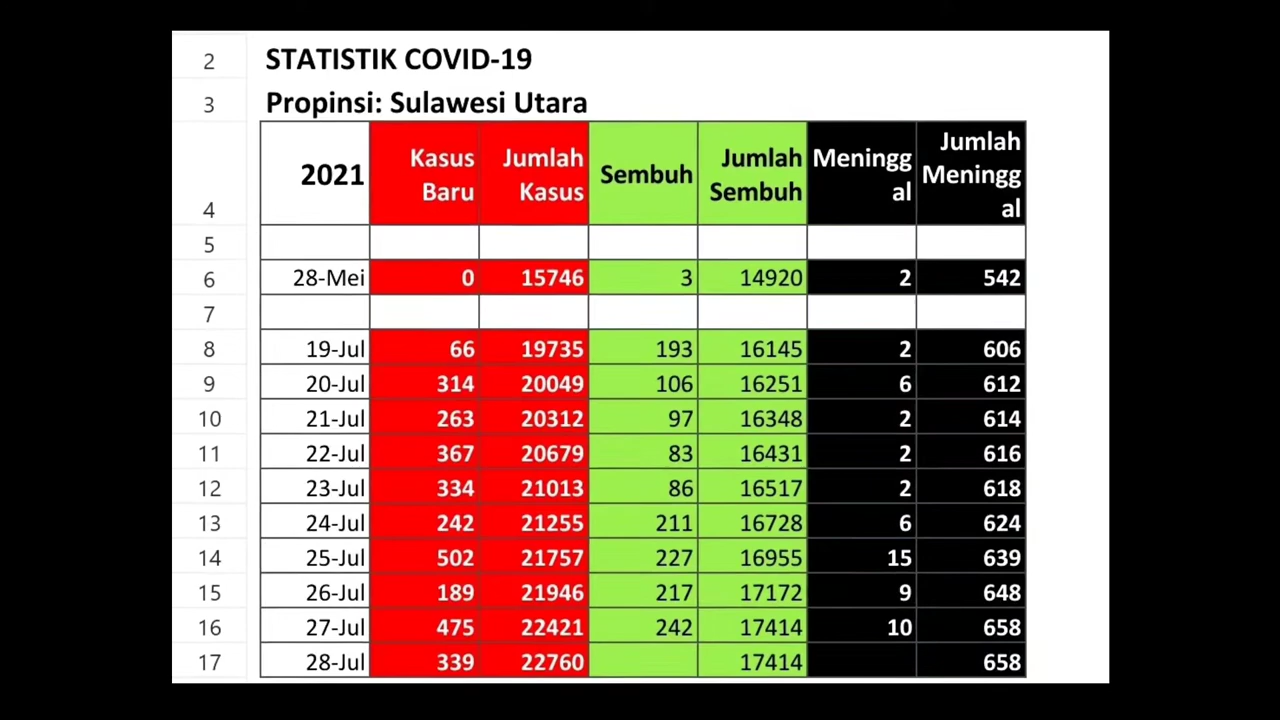 2 STATISTIK COVID-19
3 Propinsi: Sulawesi Utara
4 2021 Kasus Baru Jumlah Kasus Sembuh Jumlah Sembuh Meninggal Jumlah Meninggal
5
6 28-Mei 0 15746 3 14920 2 542
7
8 19-Jul 66 19735 193 16145 2 606
9 20-Jul 314 20049 106 16251 6 612
10 21-Jul 263 20312 97 16348 2 614
11 22-Jul 367 20679 83 16431 2 616
12 23-Jul 334 21013 86 16517 2 618
13 24-Jul 242 21255 211 16728 6 624
14 25-Jul 502 21757 227 16955 15 639
15 26-Jul 189 21946 217 17172 9 648
16 27-Jul 475 22421 242 17414 10 658
17 28-Jul 339 22760 17414 658